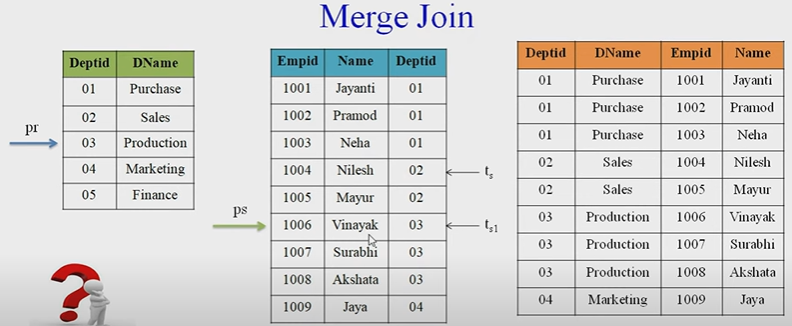 Merge Join
Deptid DName
01 Purchase
02 Sales
03 Production
04 Marketing
05 Finance
pr
Empid Name Deptid
1001 Jayanti 01
1002 Pramod 01
1003 Neha 01
1004 Nilesh 02
1005 Mayur 02
1006 Vinayak 03
1007 Surabhi 03
1008 Akshata 03
1009 Jaya 04
ps
ts
ts1
Deptid DName Empid Name
01 Purchase 1001 Jayanti
01 Purchase 1002 Pramod
01 Purchase 1003 Neha
02 Sales 1004 Nilesh
02 Sales 1005 Mayur
03 Production 1006 Vinayak
03 Production 1007 Surabhi
03 Production 1008 Akshata
04 Marketing 1009 Jaya
?